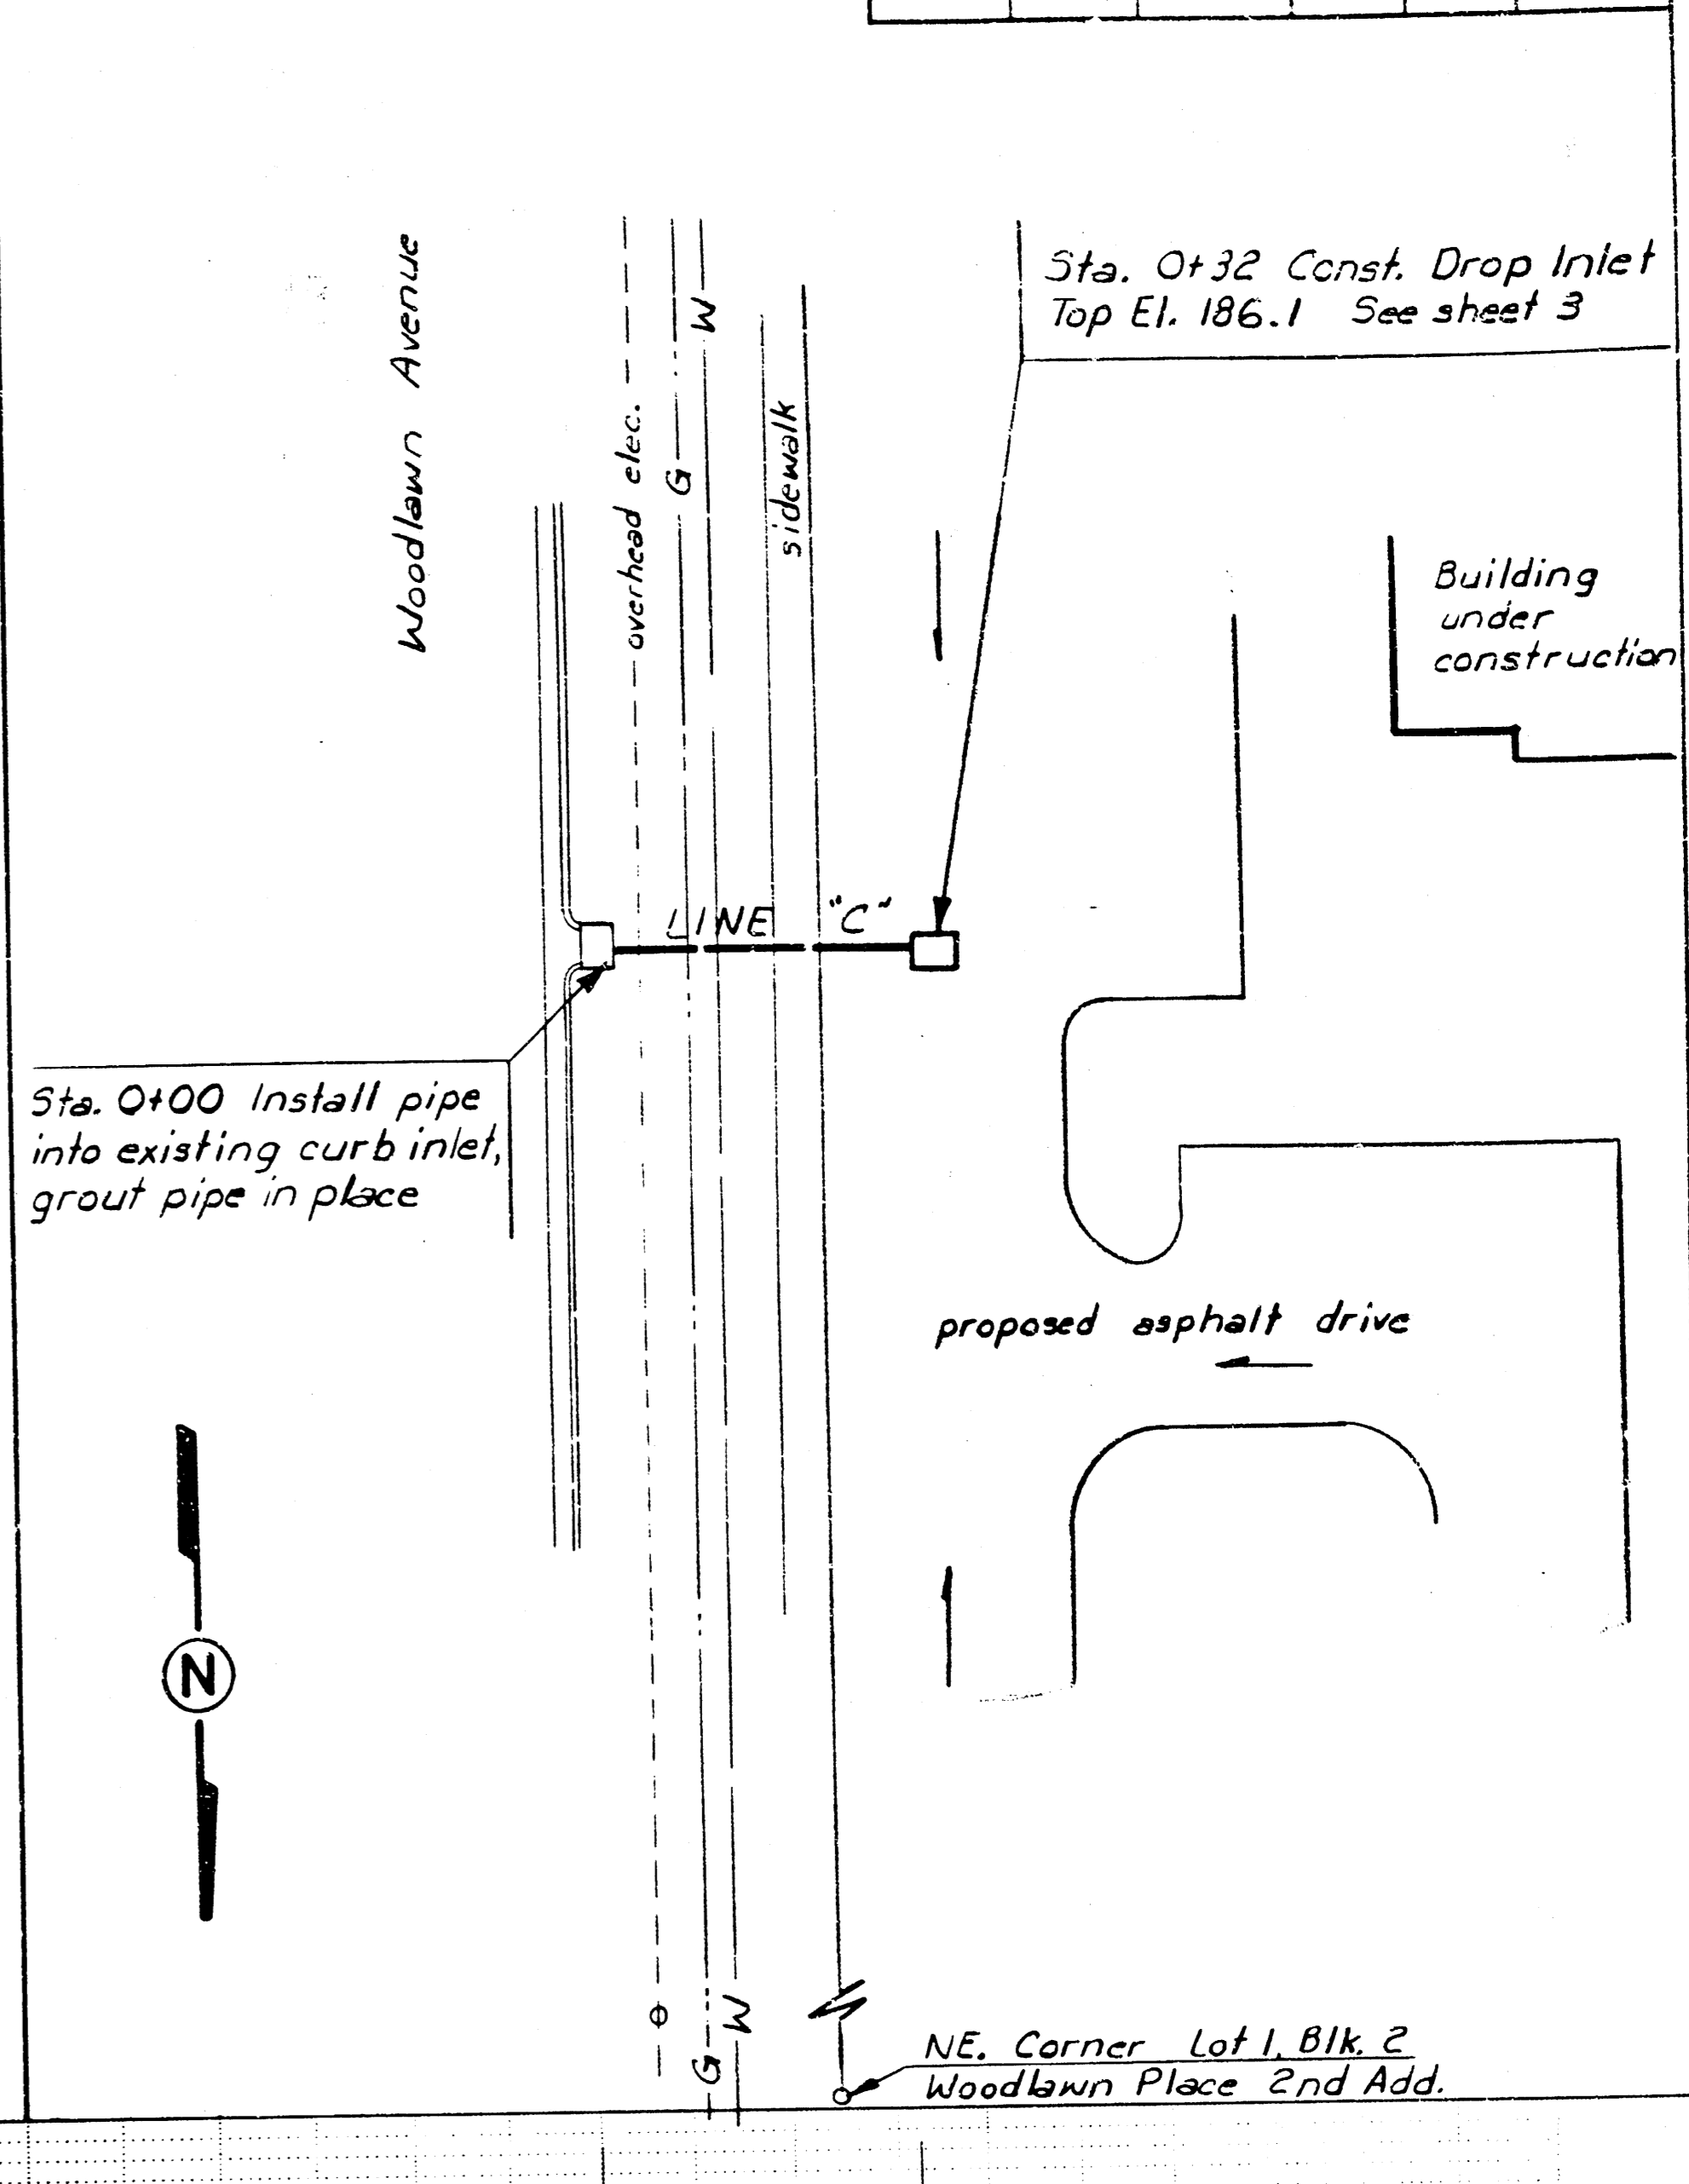 Woodlawn Avenue
overhead elec.
G
W
sidewalk
Sta. 0+32 Const. Drop Inlet
Top El. 186.1 See sheet 3
Building
under
construction
LINE "C"
Sta. 0+00 Install pipe
into existing curb inlet,
grout pipe in place
proposed asphalt drive
N
G
W
NE. Corner Lot 1, Blk. 2
Woodlawn Place 2nd Add.